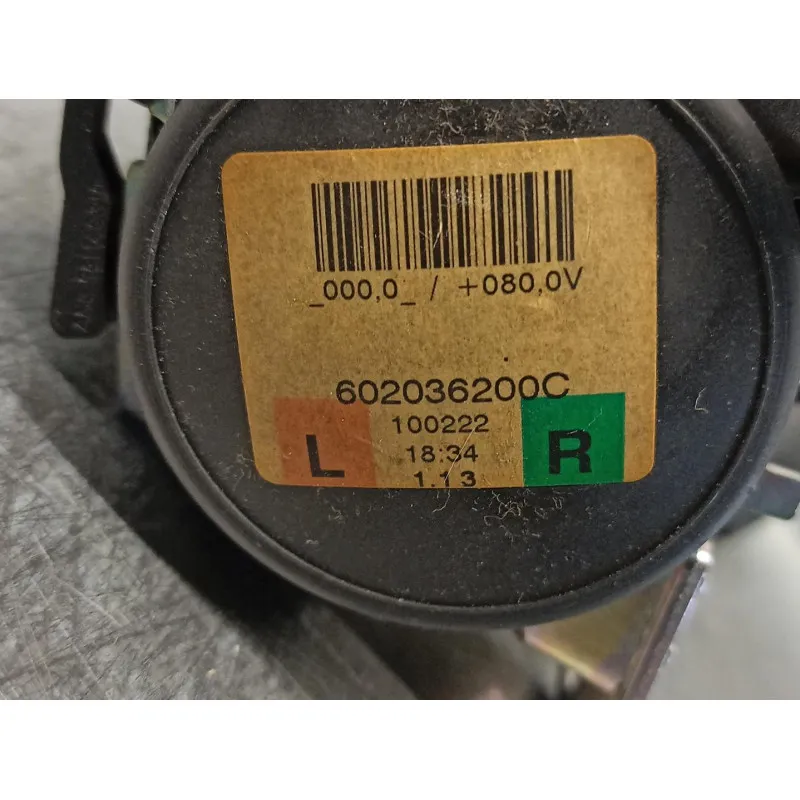 _000,0_ / +080,0V
602036200C
100222
L
18:34
R
1.13